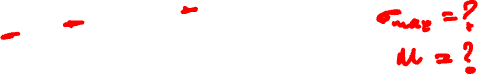 σmax = ?
M = ?